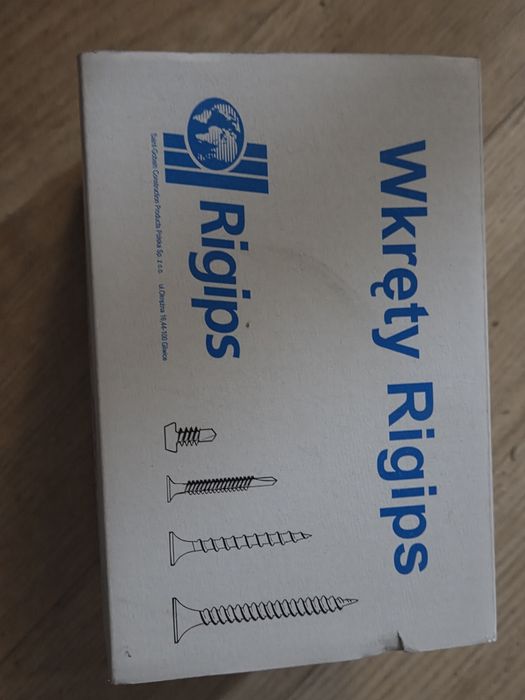 Wkręty Rigips
Rigips
Saint-Gobain Construction Products Polska Sp. z o.o. ul. Okrężna 16, 44-100 Gliwice